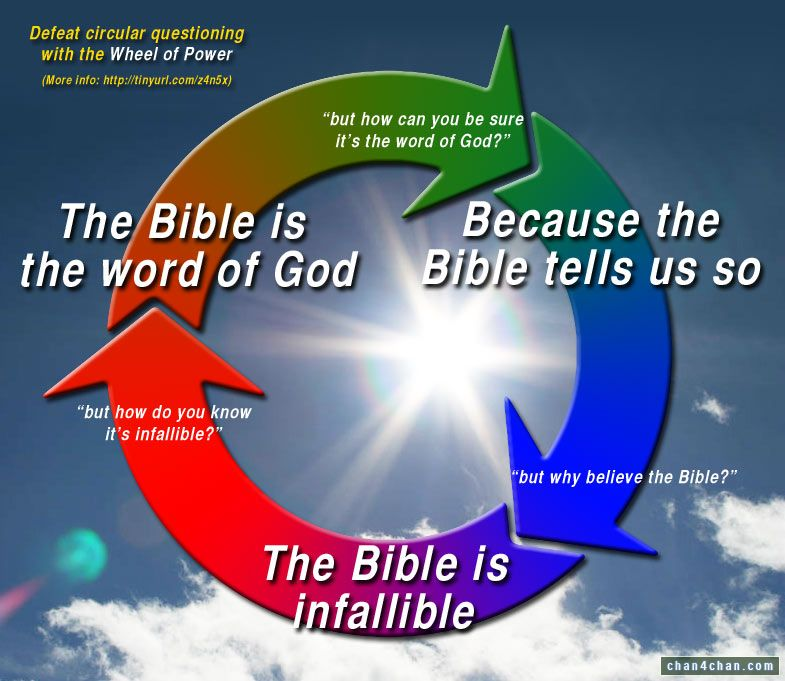 Defeat circular questioning
with the Wheel of Power
(More info: http://tinyurl.com/z4n5x)
“but how can you be sure
it’s the word of God?”
The Bible is
the word of God
Because the
Bible tells us so
“but how do you know
it’s infallible?”
“but why believe the Bible?”
The Bible is
infallible
chan4chan.com